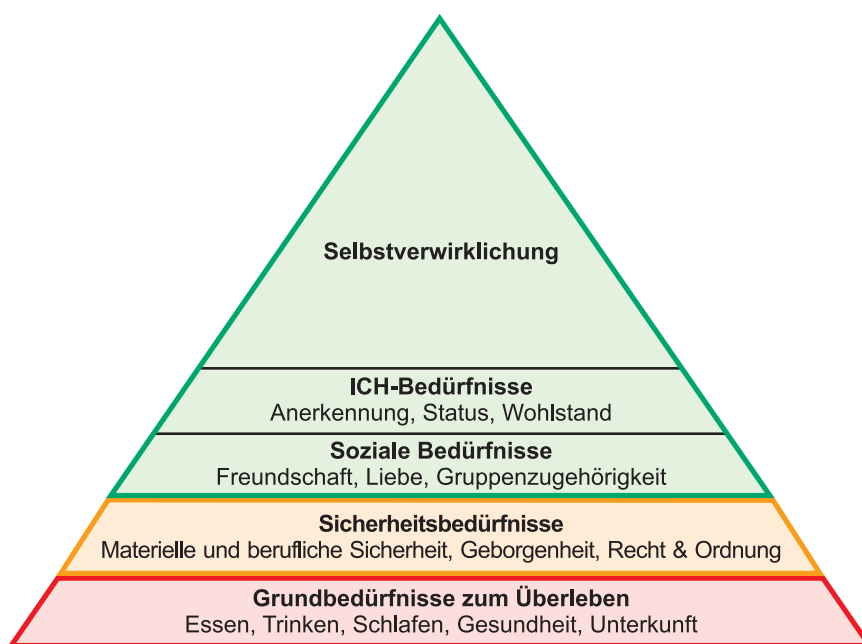 Selbstverwirklichung
ICH-Bedürfnisse
Anerkennung, Status, Wohlstand
Soziale Bedürfnisse
Freundschaft, Liebe, Gruppenzugehörigkeit
Sicherheitsbedürfnisse
Materielle und berufliche Sicherheit, Geborgenheit, Recht & Ordnung
Grundbedürfnisse zum Überleben
Essen, Trinken, Schlafen, Gesundheit, Unterkunft